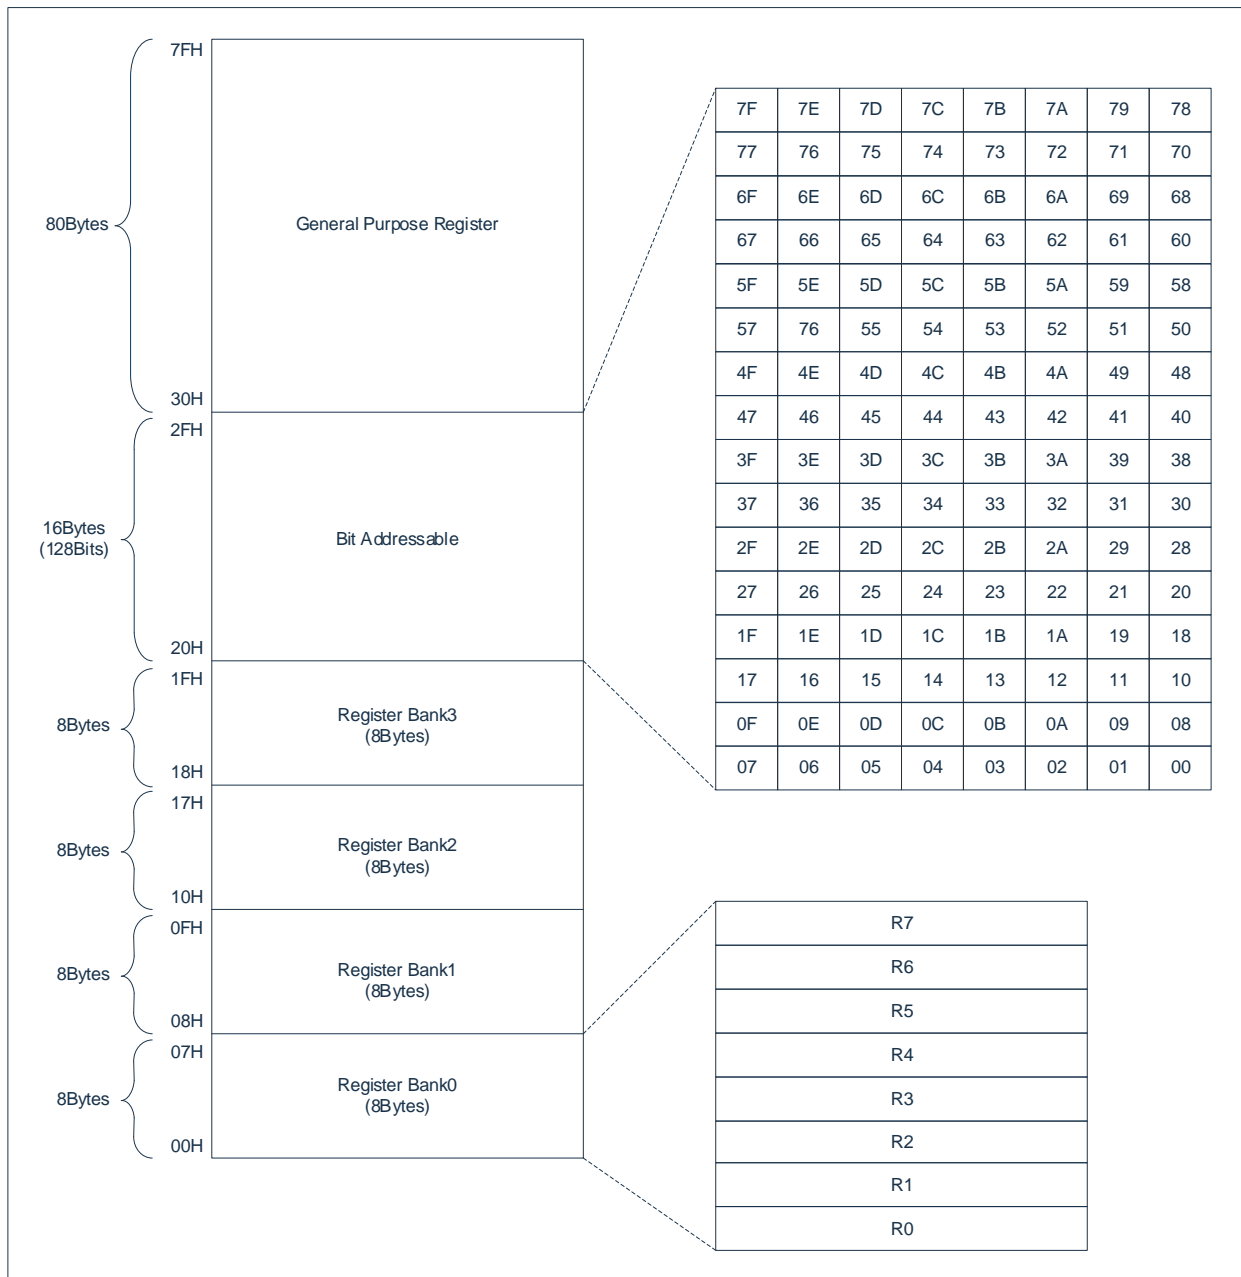 7FH
80Bytes
General Purpose Register
30H
2FH
16Bytes
(128Bits)
Bit Addressable
20H
1FH
8Bytes
Register Bank3
(8Bytes)
18H
17H
8Bytes
Register Bank2
(8Bytes)
10H
0FH
8Bytes
Register Bank1
(8Bytes)
08H
07H
8Bytes
Register Bank0
(8Bytes)
00H
7F 7E 7D 7C 7B 7A 79 78
77 76 75 74 73 72 71 70
6F 6E 6D 6C 6B 6A 69 68
67 66 65 64 63 62 61 60
5F 5E 5D 5C 5B 5A 59 58
57 76 55 54 53 52 51 50
4F 4E 4D 4C 4B 4A 49 48
47 46 45 44 43 42 41 40
3F 3E 3D 3C 3B 3A 39 38
37 36 35 34 33 32 31 30
2F 2E 2D 2C 2B 2A 29 28
27 26 25 24 23 22 21 20
1F 1E 1D 1C 1B 1A 19 18
17 16 15 14 13 12 11 10
0F 0E 0D 0C 0B 0A 09 08
07 06 05 04 03 02 01 00
R7
R6
R5
R4
R3
R2
R1
R0